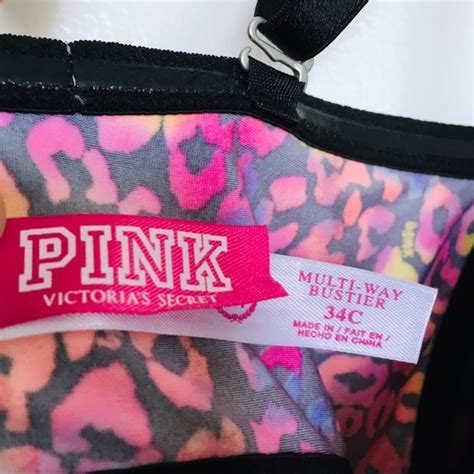 PINK
VICTORIA'S SECRET
MULTI-WAY
BUSTIER
34C
MADE IN / FAIT EN /
HECHO EN CHINA